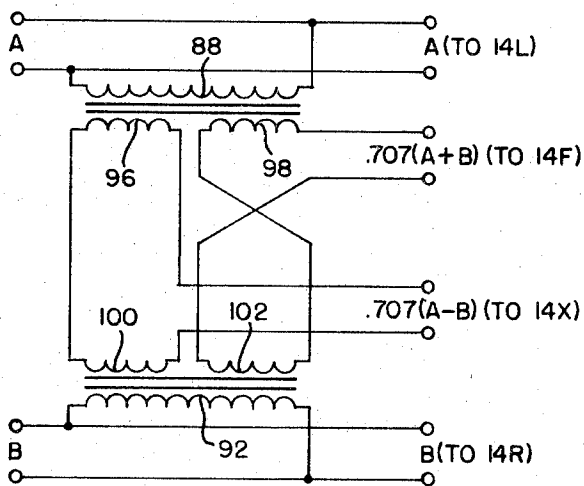 A
88
A(TO 14L)
96
98
.707(A+B) (TO 14F)
100
102
.707(A-B) (TO 14X)
B
92
B(TO 14R)